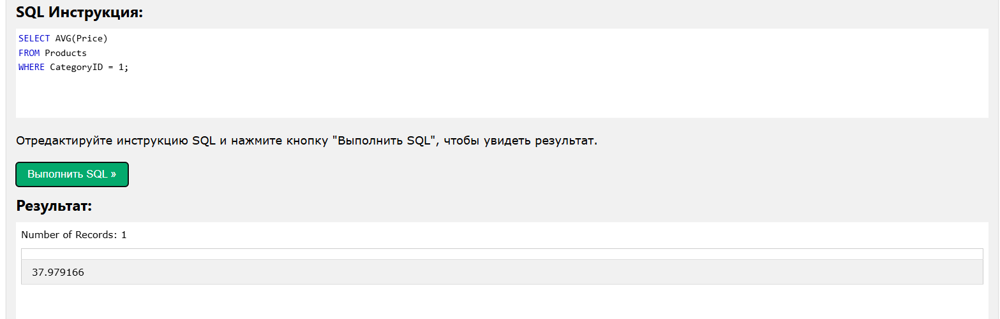 SQL Инструкция:
SELECT AVG(Price)
FROM Products
WHERE CategoryID = 1;
Отредактируйте инструкцию SQL и нажмите кнопку "Выполнить SQL", чтобы увидеть результат.
Выполнить SQL »
Результат:
Number of Records: 1
37.979166